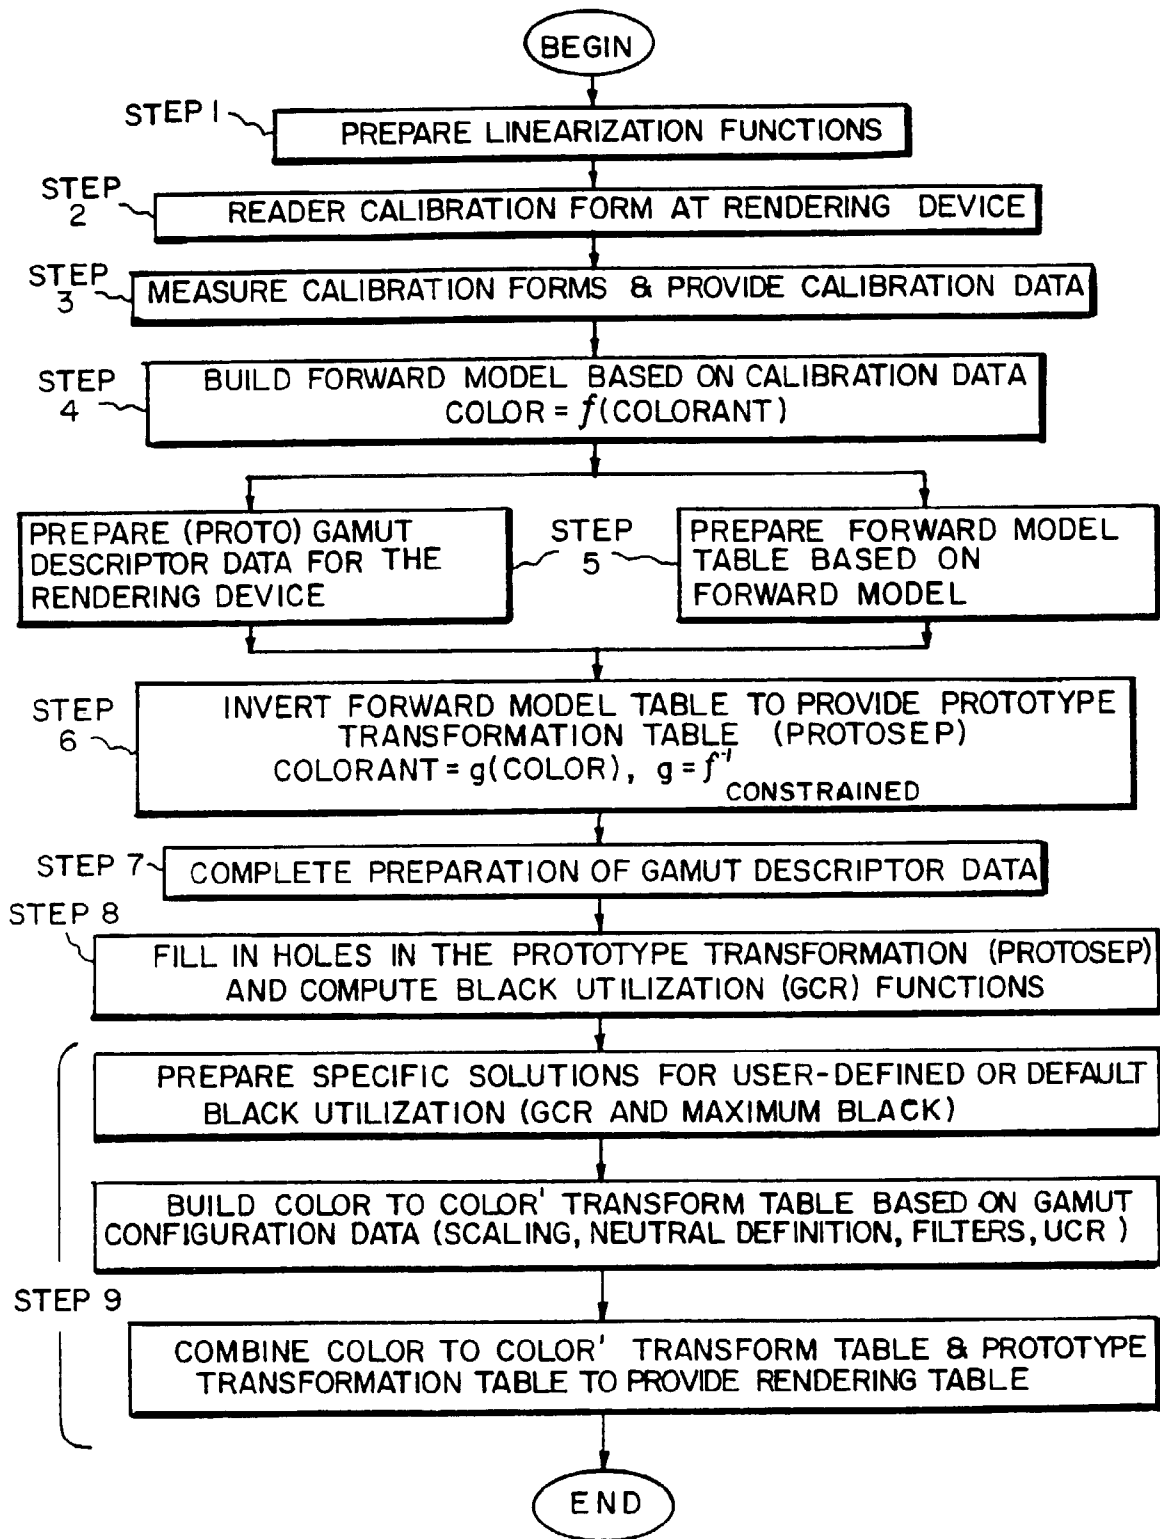 BEGIN
STEP 1
PREPARE LINEARIZATION FUNCTIONS
STEP
2
READER CALIBRATION FORM AT RENDERING DEVICE
STEP
3
MEASURE CALIBRATION FORMS & PROVIDE CALIBRATION DATA
STEP
4
BUILD FORWARD MODEL BASED ON CALIBRATION DATA
COLOR = f(COLORANT)
PREPARE (PROTO) GAMUT
DESCRIPTOR DATA FOR THE
RENDERING DEVICE
STEP
5
PREPARE FORWARD MODEL
TABLE BASED ON
FORWARD MODEL
STEP
6
INVERT FORWARD MODEL TABLE TO PROVIDE PROTOTYPE
TRANSFORMATION TABLE (PROTOSEP)
COLORANT = g(COLOR), g = f⁻¹
CONSTRAINED
STEP 7
COMPLETE PREPARATION OF GAMUT DESCRIPTOR DATA
STEP 8
FILL IN HOLES IN THE PROTOTYPE TRANSFORMATION (PROTOSEP)
AND COMPUTE BLACK UTILIZATION (GCR) FUNCTIONS
STEP 9
PREPARE SPECIFIC SOLUTIONS FOR USER-DEFINED OR DEFAULT
BLACK UTILIZATION (GCR AND MAXIMUM BLACK)
BUILD COLOR TO COLOR' TRANSFORM TABLE BASED ON GAMUT
CONFIGURATION DATA (SCALING, NEUTRAL DEFINITION, FILTERS, UCR )
COMBINE COLOR TO COLOR' TRANSFORM TABLE & PROTOTYPE
TRANSFORMATION TABLE TO PROVIDE RENDERING TABLE
END